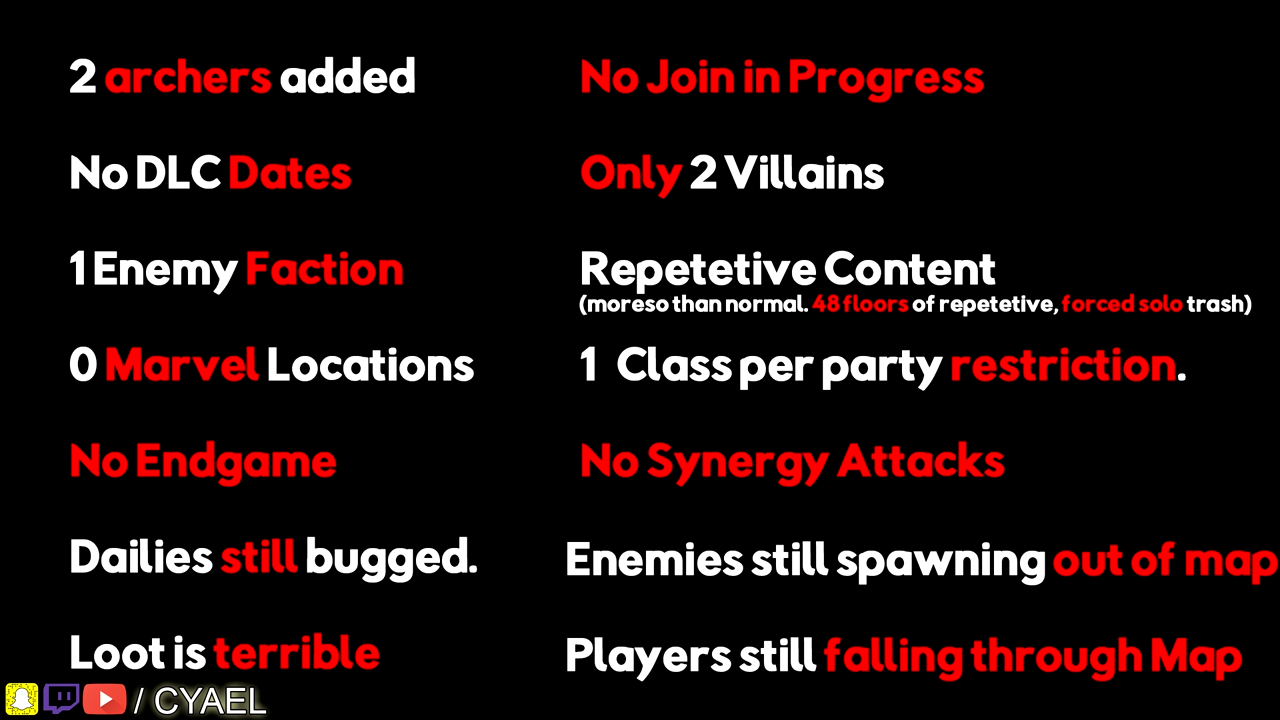 2 archers added
No DLC Dates
1 Enemy Faction
0 Marvel Locations
No Endgame
Dailies still bugged.
Loot is terrible
No Join in Progress
Only 2 Villains
Repetetive Content
(moreso than normal. 48 floors of repetetive, forced solo trash)
1 Class per party restriction.
No Synergy Attacks
Enemies still spawning out of map
Players still falling through Map
/ CYAEL